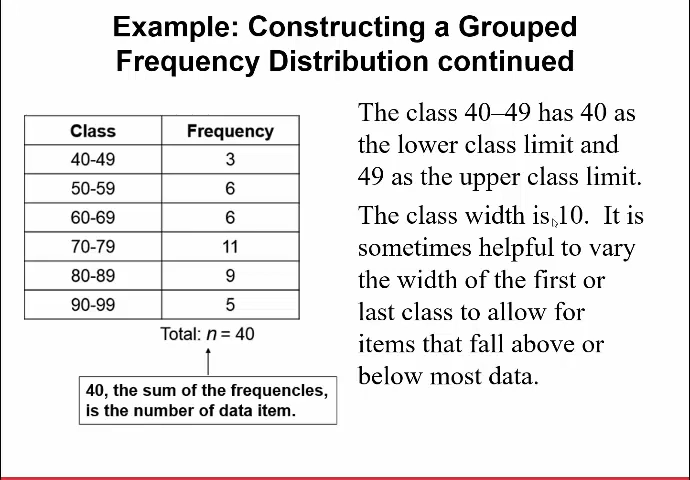 Example: Constructing a Grouped
Frequency Distribution continued
Class Frequency
40-49 3
50-59 6
60-69 6
70-79 11
80-89 9
90-99 5
Total: n = 40
40, the sum of the frequencles,
is the number of data item.
The class 40–49 has 40 as
the lower class limit and
49 as the upper class limit.
The class width is 10. It is
sometimes helpful to vary
the width of the first or
last class to allow for
items that fall above or
below most data.